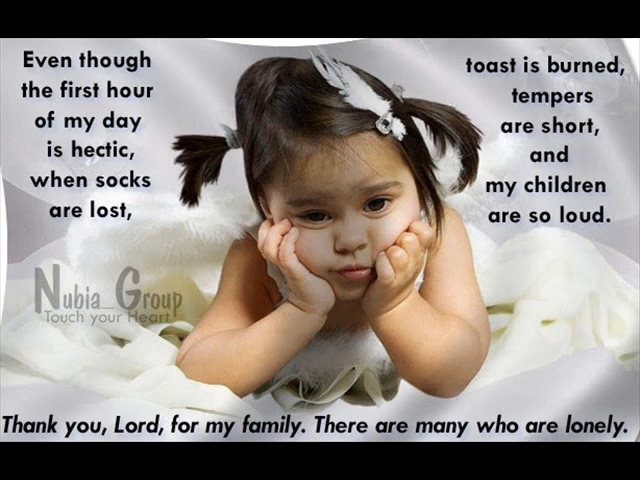 Even though
the first hour
of my day
is hectic,
when socks
are lost,
toast is burned,
tempers
are short,
and
my children
are so loud.
Nubia_Group
Touch your Heart
Thank you, Lord, for my family. There are many who are lonely.